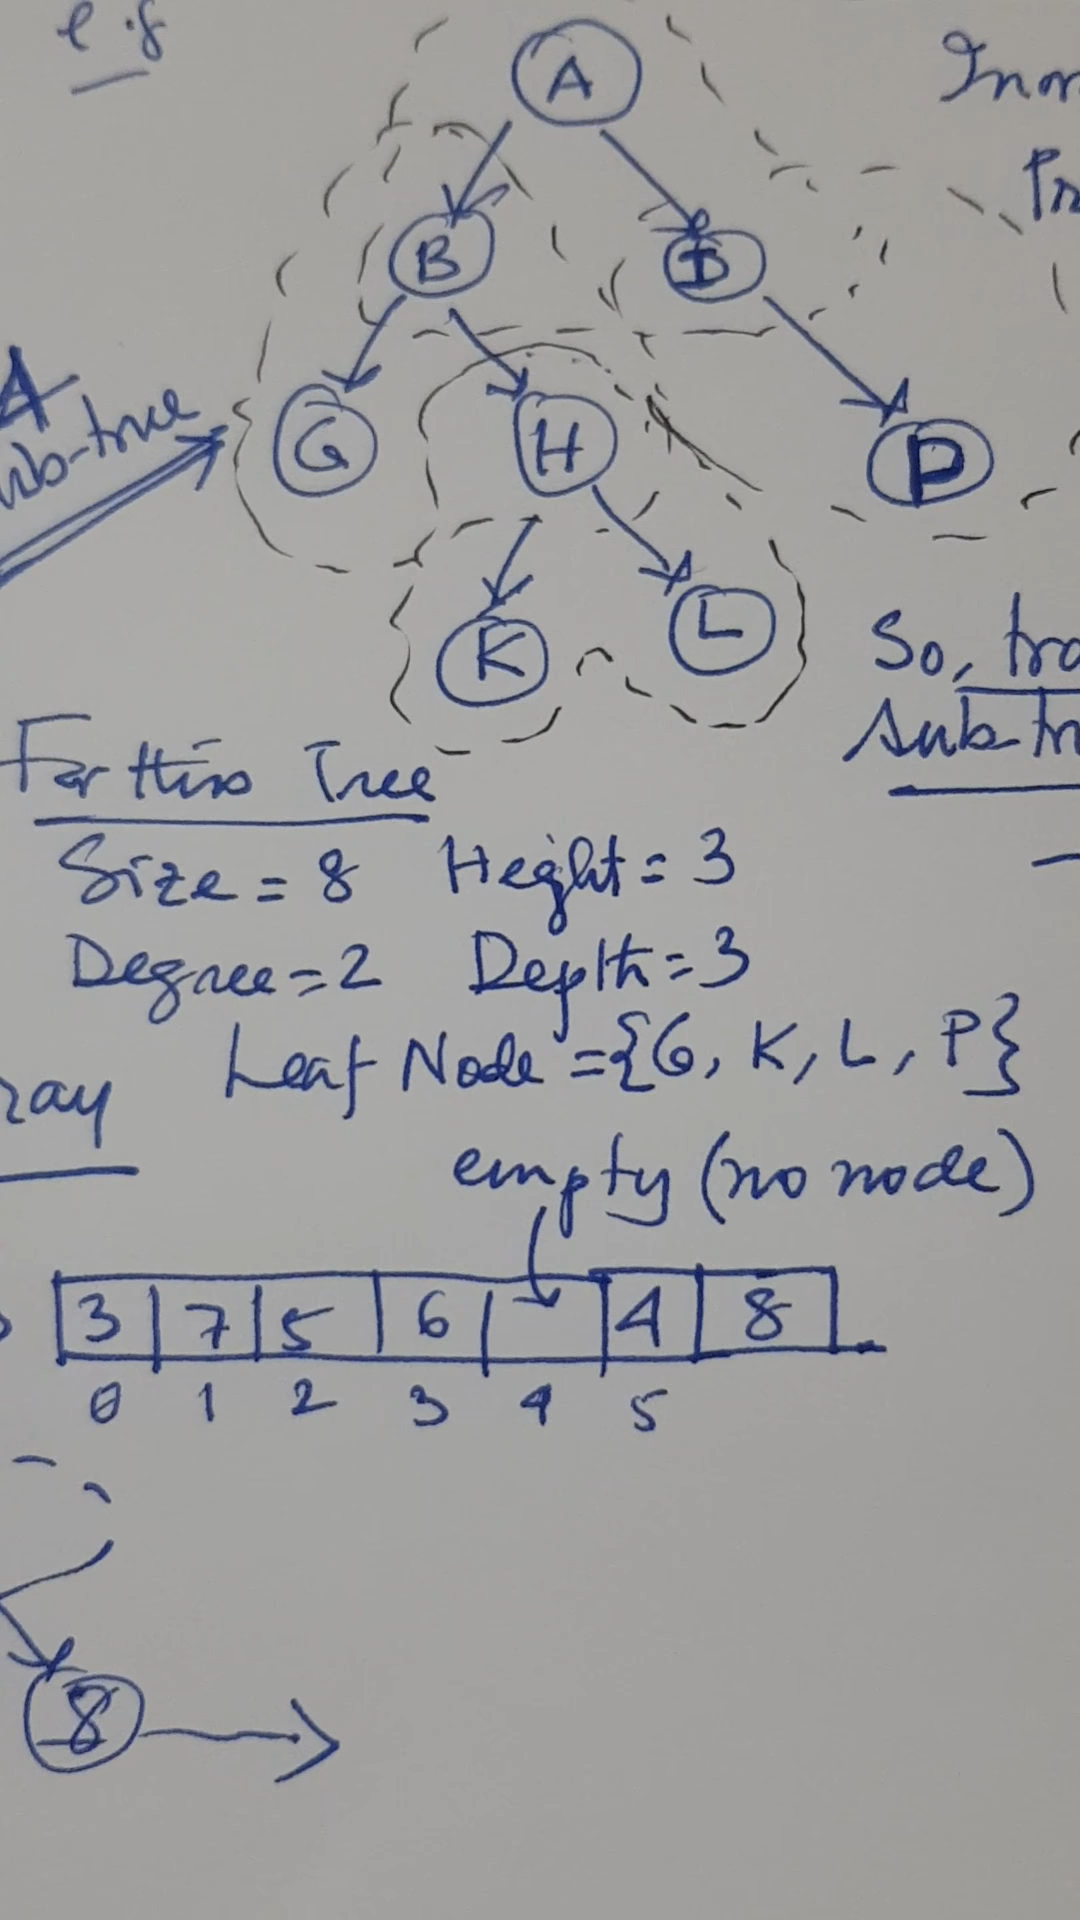 e.g
A
B
G
H
P
K
L
sub-tree
So,
For this Tree
Size = 8 Height = 3
Degree = 2 Depth = 3
Leaf Node = {G, K, L, P}
empty (no node)
3 7 5 6 4 8
0 1 2 3 4 5
8